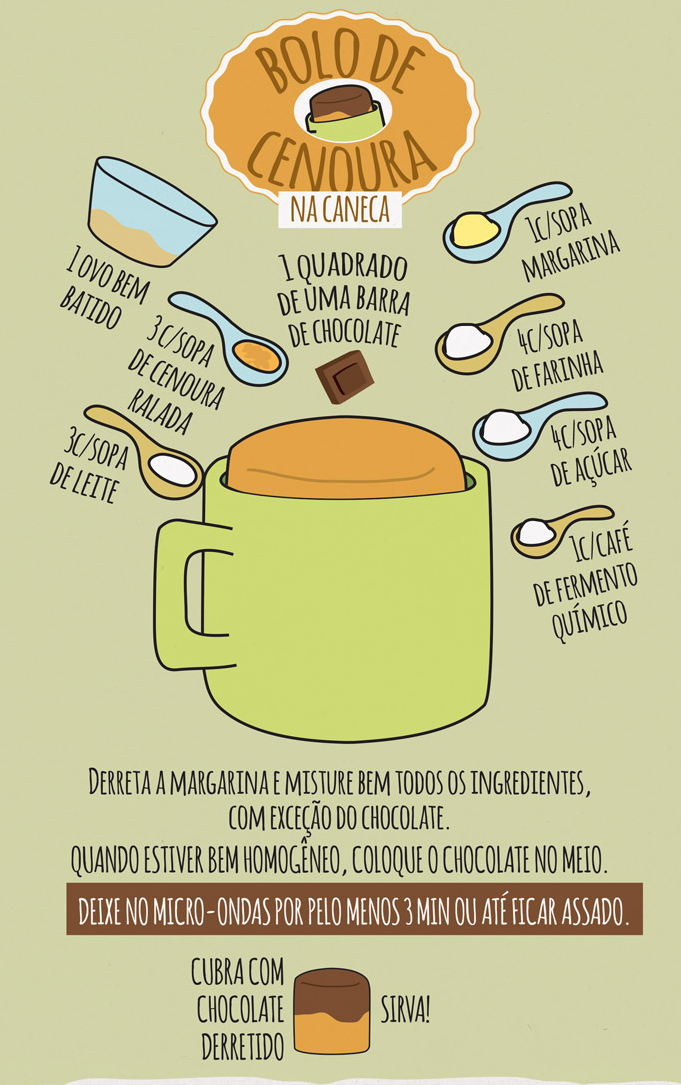 BOLO DE
CENOURA
NA CANECA
1 OVO BEM
BATIDO
3 C/SOPA
DE CENOURA
RALADA
3C/SOPA
DE LEITE
1 QUADRADO
DE UMA BARRA
DE CHOCOLATE
1C/SOPA
MARGARINA
4C/SOPA
DE FARINHA
4C/SOPA
DE AÇÚCAR
1C/CAFÉ
DE FERMENTO
QUÍMICO
DERRETA A MARGARINA E MISTURE BEM TODOS OS INGREDIENTES,
COM EXCEÇÃO DO CHOCOLATE.
QUANDO ESTIVER BEM HOMOGÊNEO, COLOQUE O CHOCOLATE NO MEIO.
DEIXE NO MICRO-ONDAS POR PELO MENOS 3 MIN OU ATÉ FICAR ASSADO.
CUBRA COM
CHOCOLATE
DERRETIDO
SIRVA!